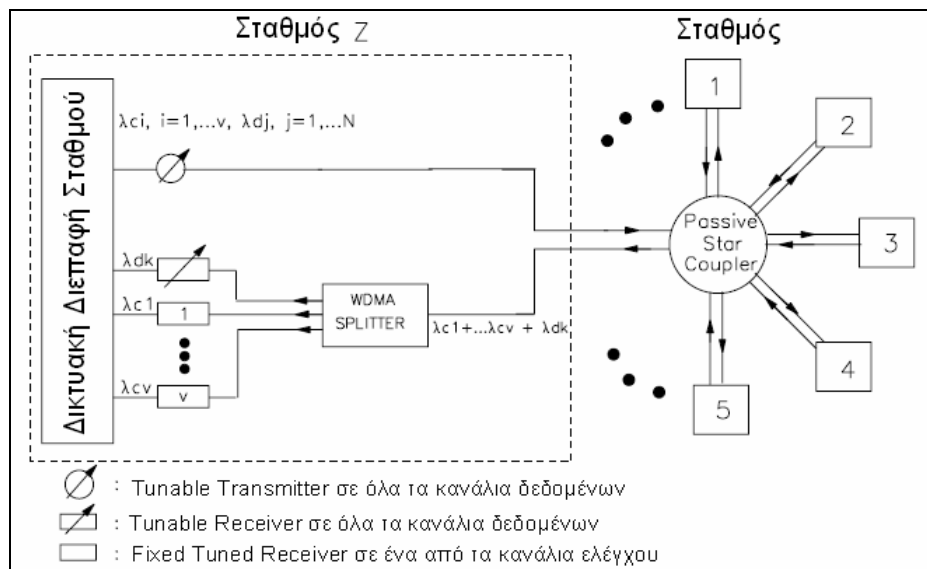 Σταθμός Z
Σταθμός
Δικτυακή Διεπαφή Σταθμού
λci, i=1,...v, λdj, j=1,...N
λdk
λc1
1
λcv
v
WDMA
SPLITTER
λc1+...λcv + λdk
Passive
Star
Coupler
1
2
3
4
5
: Tunable Transmitter σε όλα τα κανάλια δεδομένων
: Tunable Receiver σε όλα τα κανάλια δεδομένων
: Fixed Tuned Receiver σε ένα από τα κανάλια ελέγχου